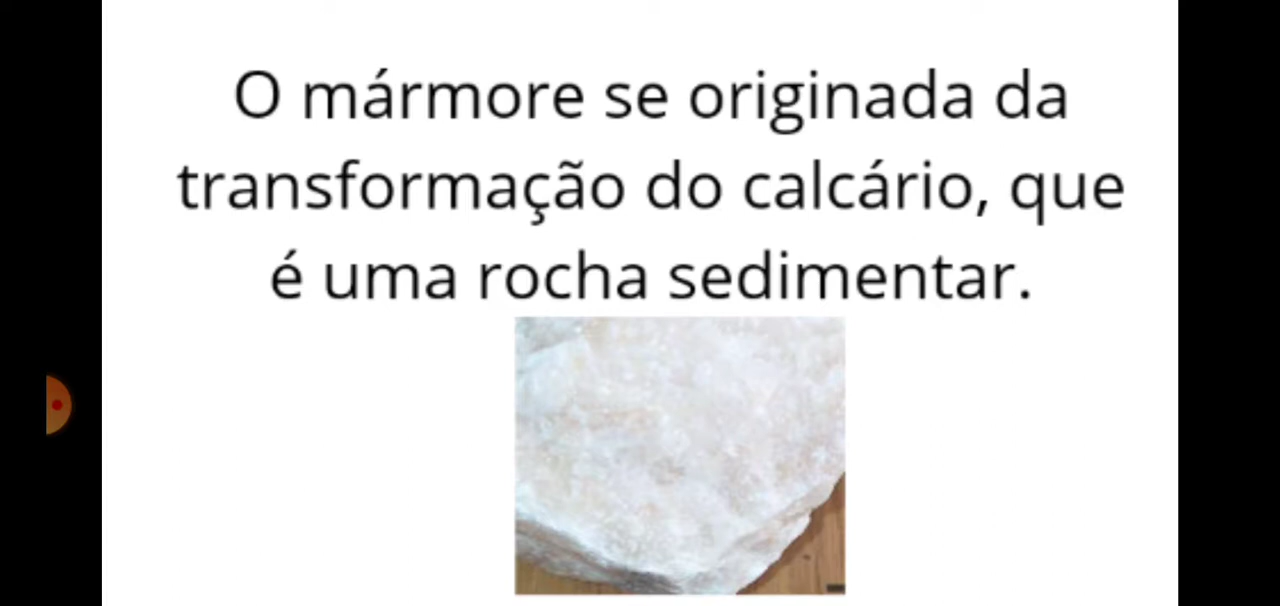 O mármore se originada da
transformação do calcário, que
é uma rocha sedimentar.